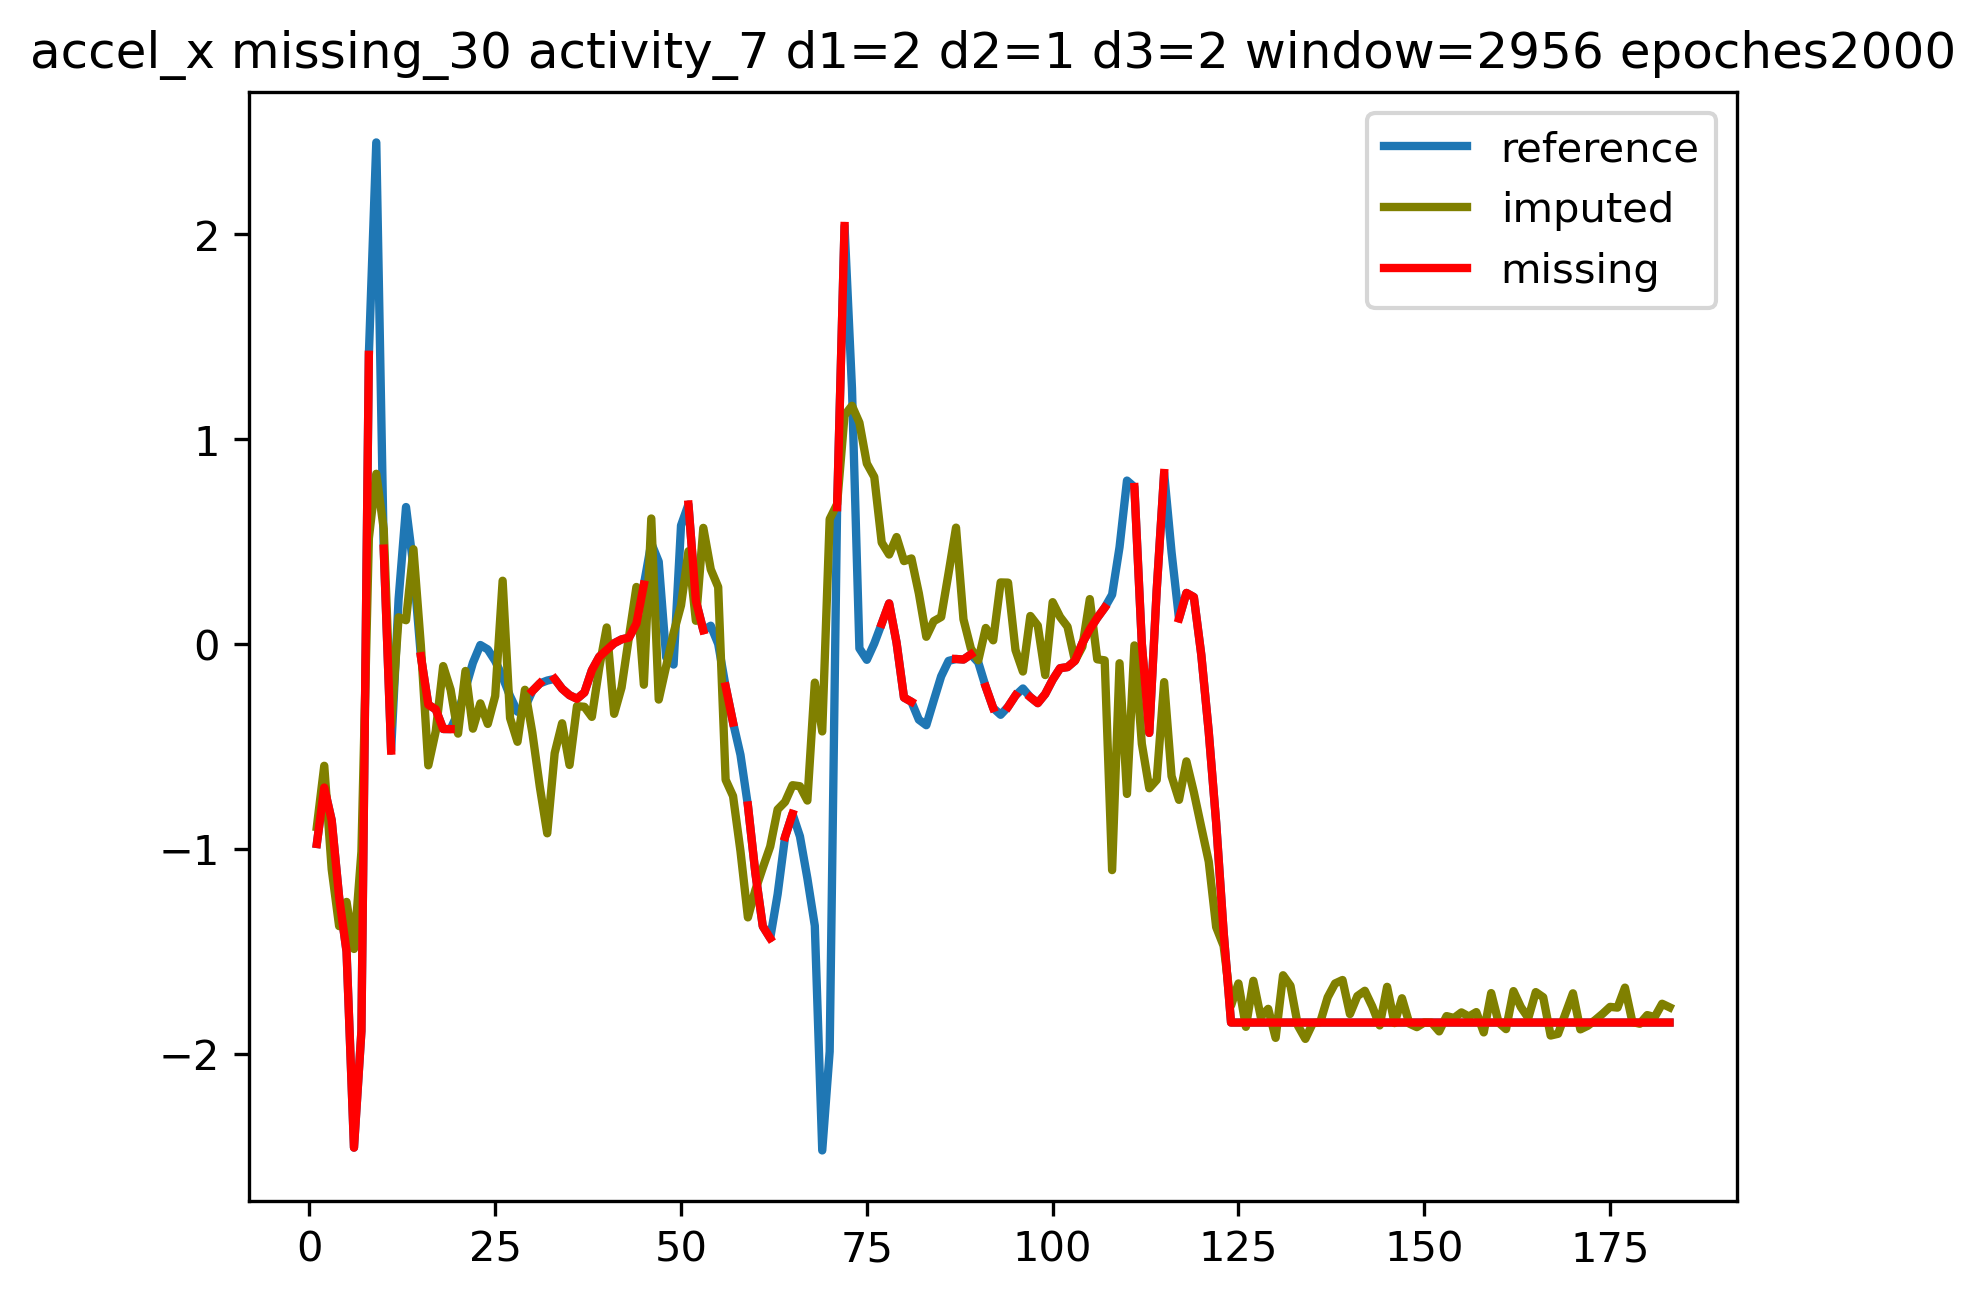 accel_x missing_30 activity_7 d1=2 d2=1 d3=2 window=2956 epoches2000
reference
imputed
missing
2
1
0
−1
−2
0 25 50 75 100 125 150 175